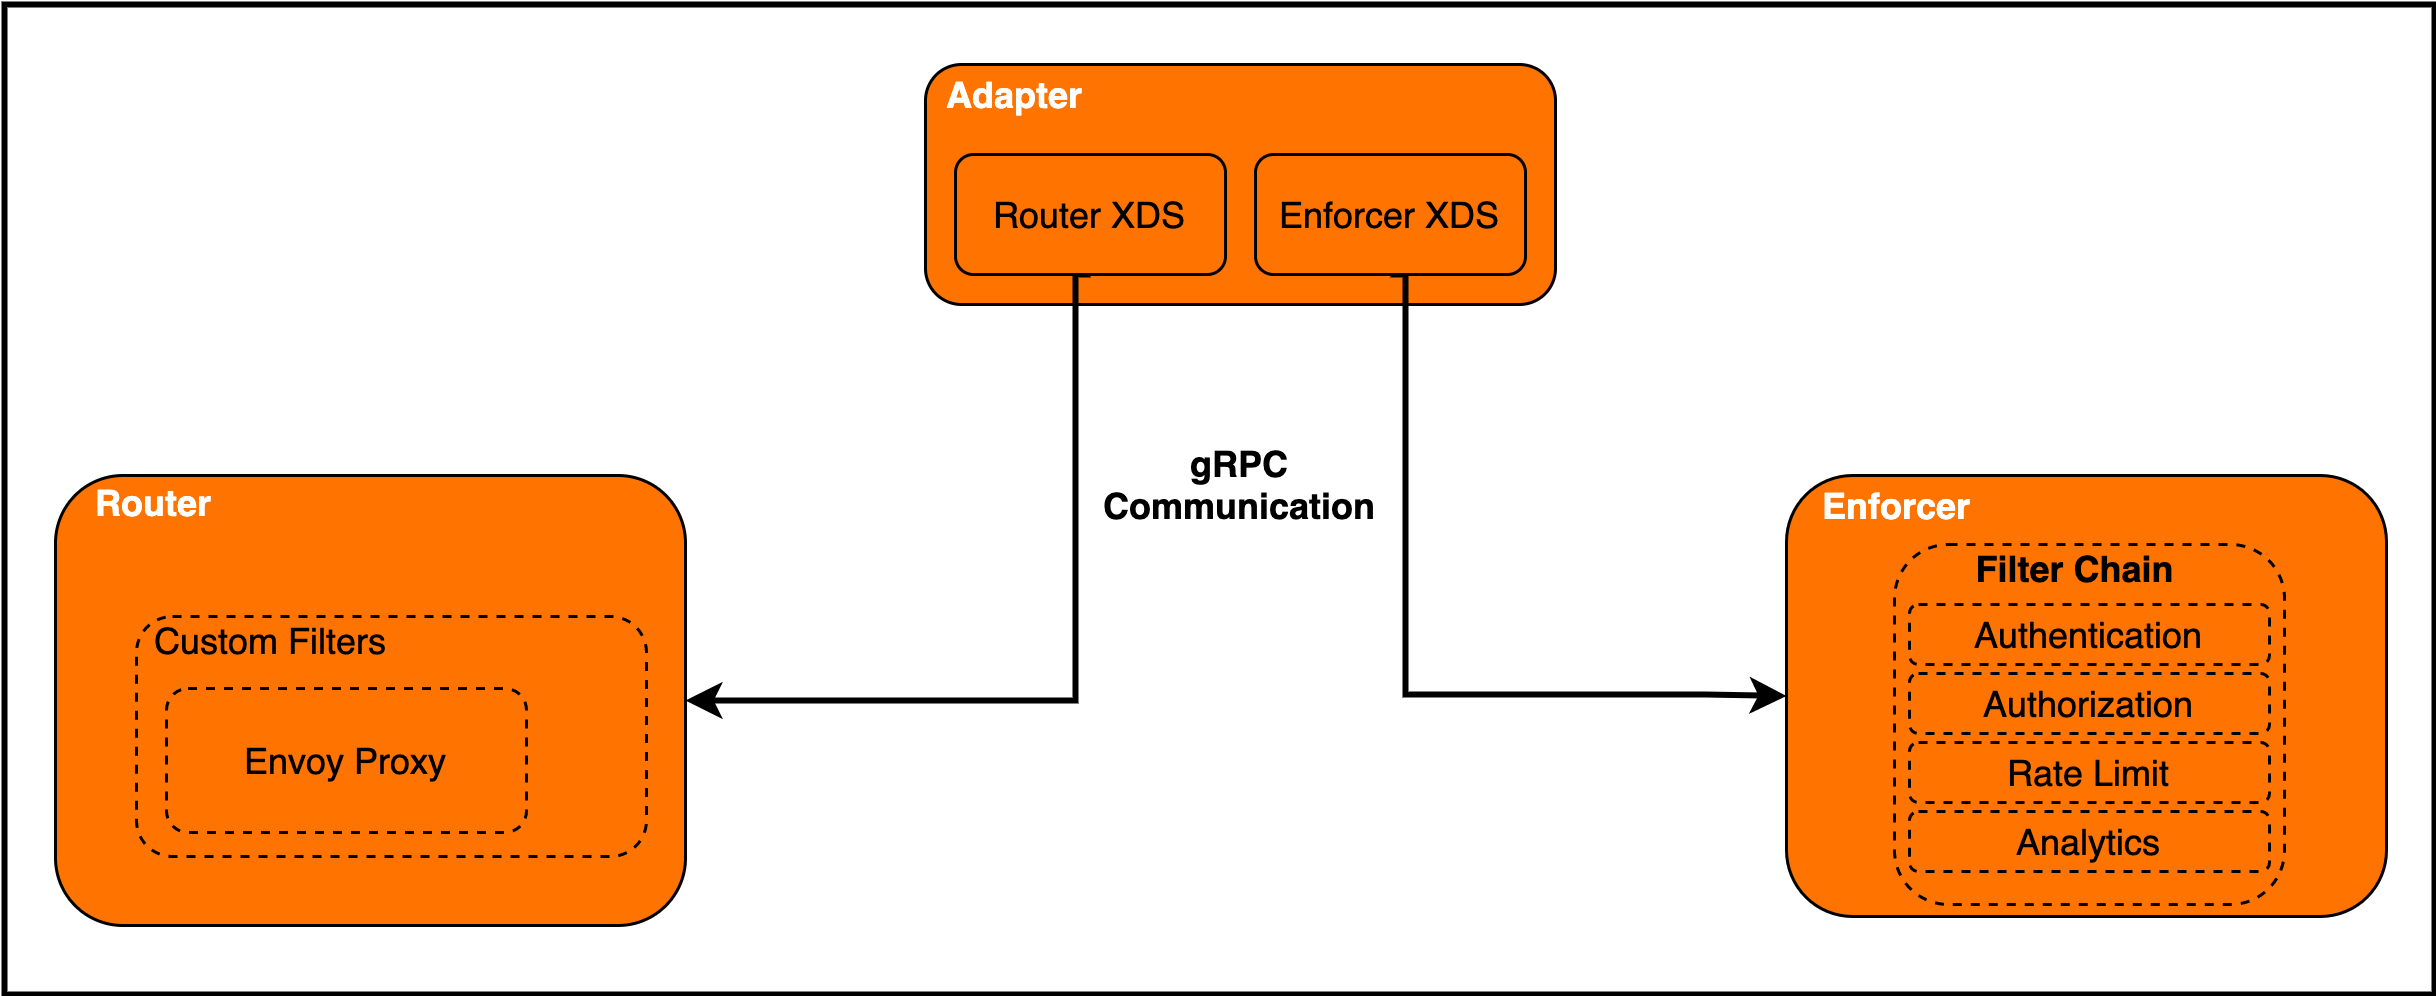 Adapter
Router XDS
Enforcer XDS
gRPC
Communication
Router
Custom Filters
Envoy Proxy
Enforcer
Filter Chain
Authentication
Authorization
Rate Limit
Analytics